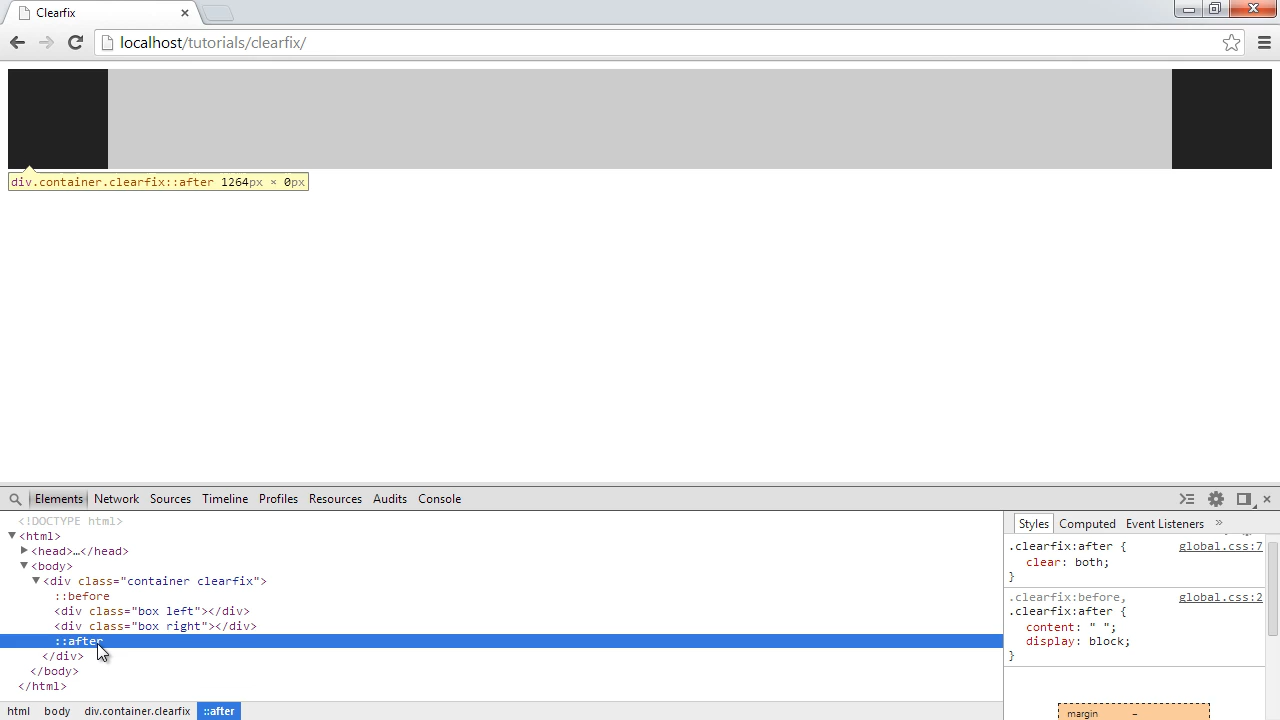 Clearfix
localhost/tutorials/clearfix/
div.container.clearfix::after 1264px × 0px
Elements Network Sources Timeline Profiles Resources Audits Console
<!DOCTYPE html>
<html>
<head>…</head>
<body>
<div class="container clearfix">
::before
<div class="box left"></div>
<div class="box right"></div>
::after
</div>
</body>
</html>
html body div.container.clearfix ::after
Styles Computed Event Listeners »
.clearfix:after { global.css:7
clear: both;
}
.clearfix:before, global.css:2
.clearfix:after {
content: " ";
display: block;
}
margin –